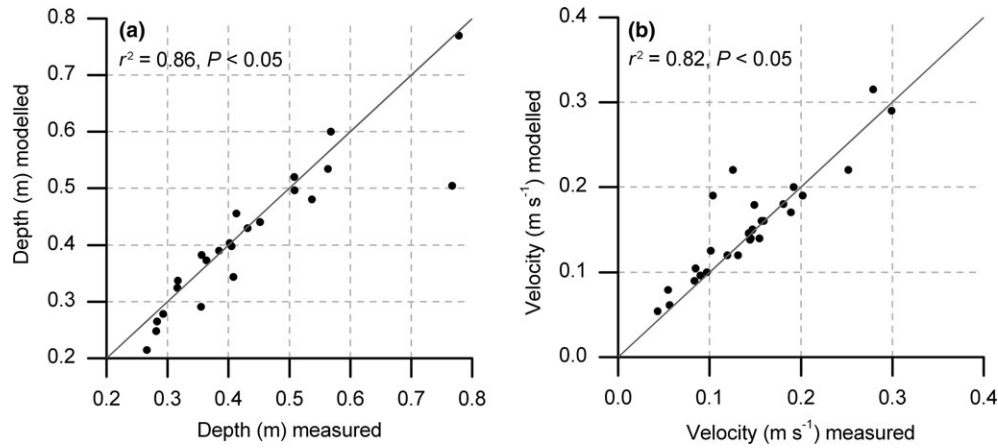 (a)
r² = 0.86, P < 0.05
0.8
0.7
0.6
0.5
0.4
0.3
0.2
Depth (m) modelled
0.2 0.3 0.4 0.5 0.6 0.7 0.8
Depth (m) measured
(b)
r² = 0.82, P < 0.05
0.4
0.3
0.2
0.1
0.0
Velocity (m s⁻¹) modelled
0.0 0.1 0.2 0.3 0.4
Velocity (m s⁻¹) measured